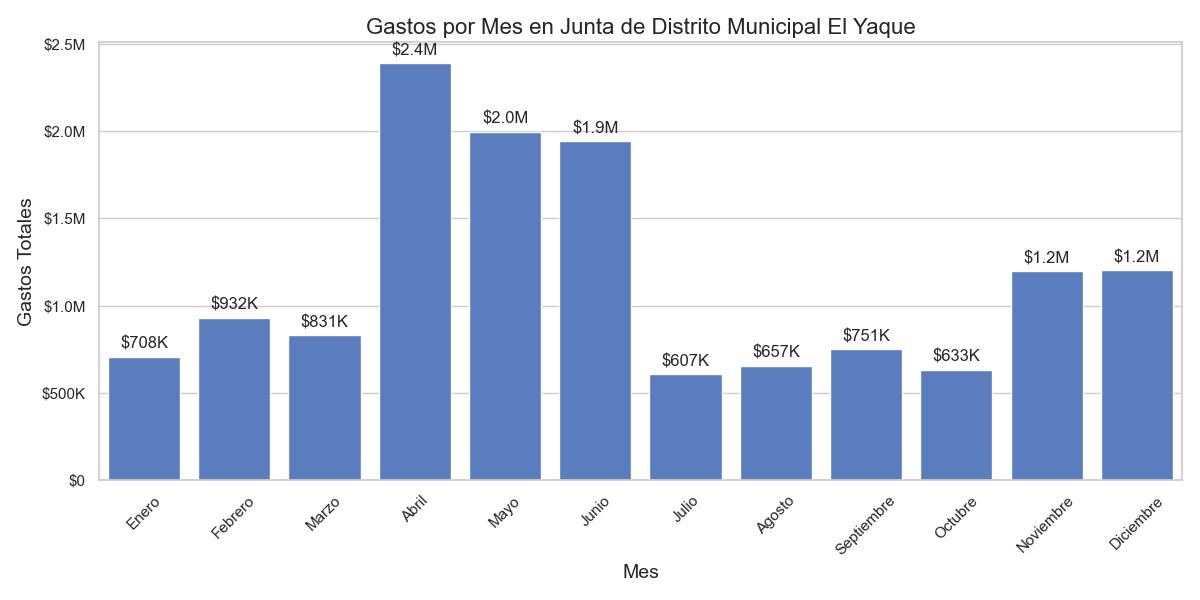 Gastos por Mes en Junta de Distrito Municipal El Yaque
Gastos Totales
$2.5M
$2.0M
$1.5M
$1.0M
$500K
$0
$708K
$932K
$831K
$2.4M
$2.0M
$1.9M
$607K
$657K
$751K
$633K
$1.2M
$1.2M
Enero
Febrero
Marzo
Abril
Mayo
Junio
Julio
Agosto
Septiembre
Octubre
Noviembre
Diciembre
Mes